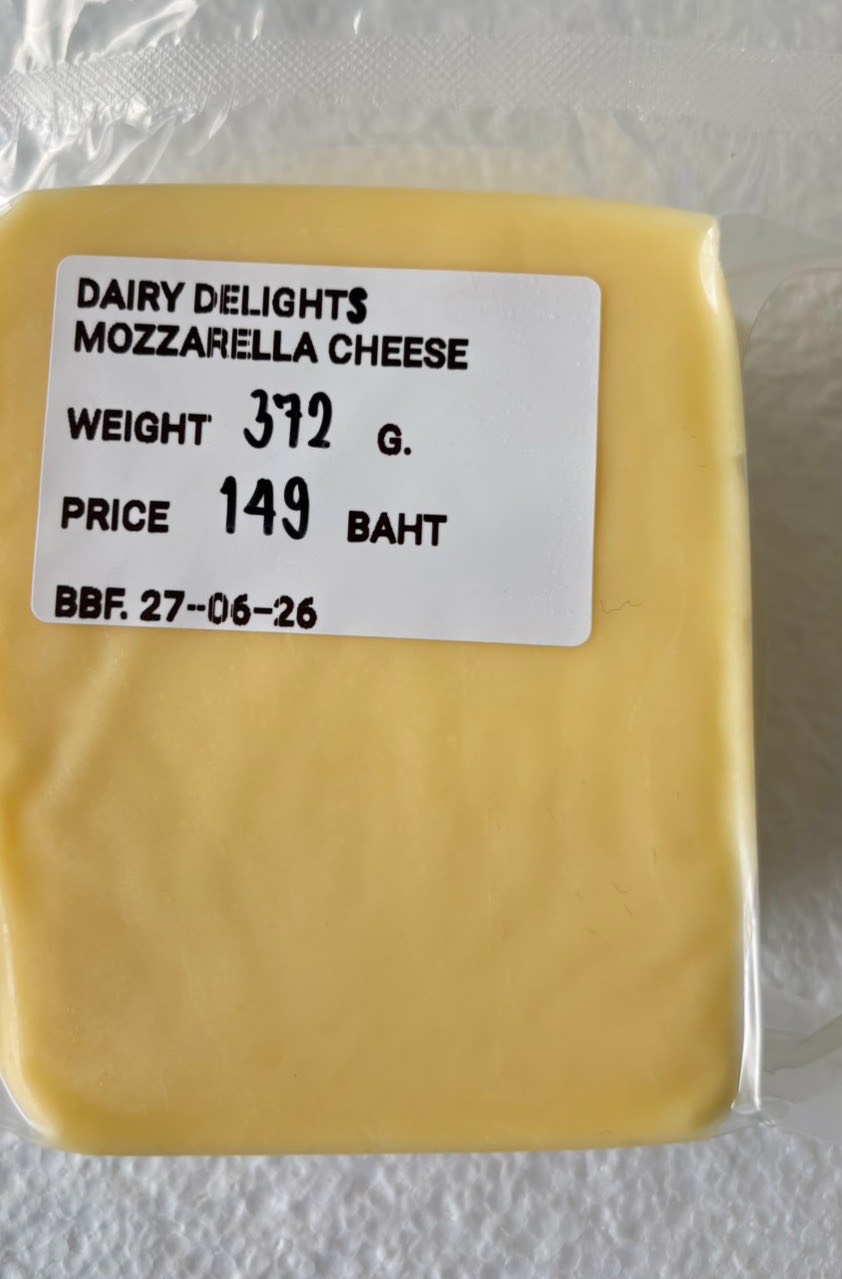 DAIRY DELIGHTS
MOZZARELLA CHEESE
WEIGHT 372 G.
PRICE 149 BAHT
BBF. 27--06-26